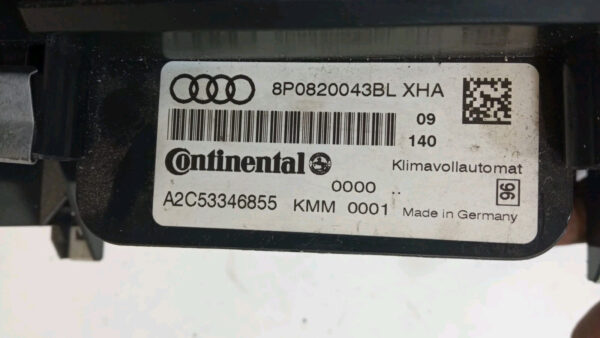 8P0820043BL XHA
09
140
Continental
Klimavollautomat
0000 ..
96
A2C53346855 KMM 0001 Made in Germany